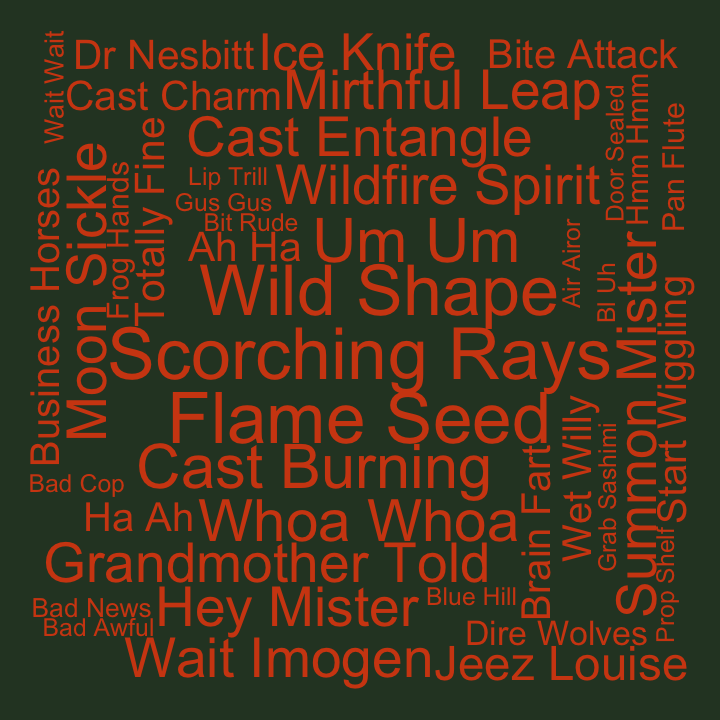 Wait Wait
Dr Nesbitt
Ice Knife
Bite Attack
Cast Charm
Mirthful Leap
Cast Entangle
Door Sealed
Hmm Hmm
Pan Flute
Lip Trill
Wildfire Spirit
Gus Gus
Bit Rude
Ah Ha
Um Um
Business Horses
Moon Sickle
Frog Hands
Totally Fine
Air Airor
Bl Uh
Wild Shape
Scorching Rays
Summon Mister
Start Wiggling
Flame Seed
Cast Burning
Bad Cop
Ha Ah
Whoa Whoa
Brain Fart
Wet Willy
Grab Sashimi
Prop Shelf
Grandmother Told
Bad News
Hey Mister
Blue Hill
Bad Awful
Dire Wolves
Wait Imogen
Jeez Louise